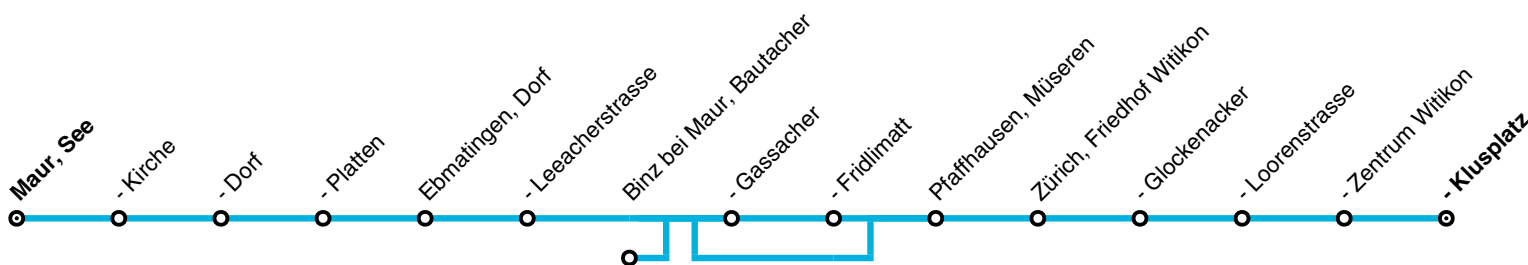 Maur, See
- Kirche
- Dorf
- Platten
Ebmatingen, Dorf
- Leeacherstrasse
Binz bei Maur, Bautacher
- Gassacher
- Fridlimatt
Pfaffhausen, Müseren
Zürich, Friedhof Witikon
- Glockenacker
- Loorenstrasse
- Zentrum Witikon
- Klusplatz